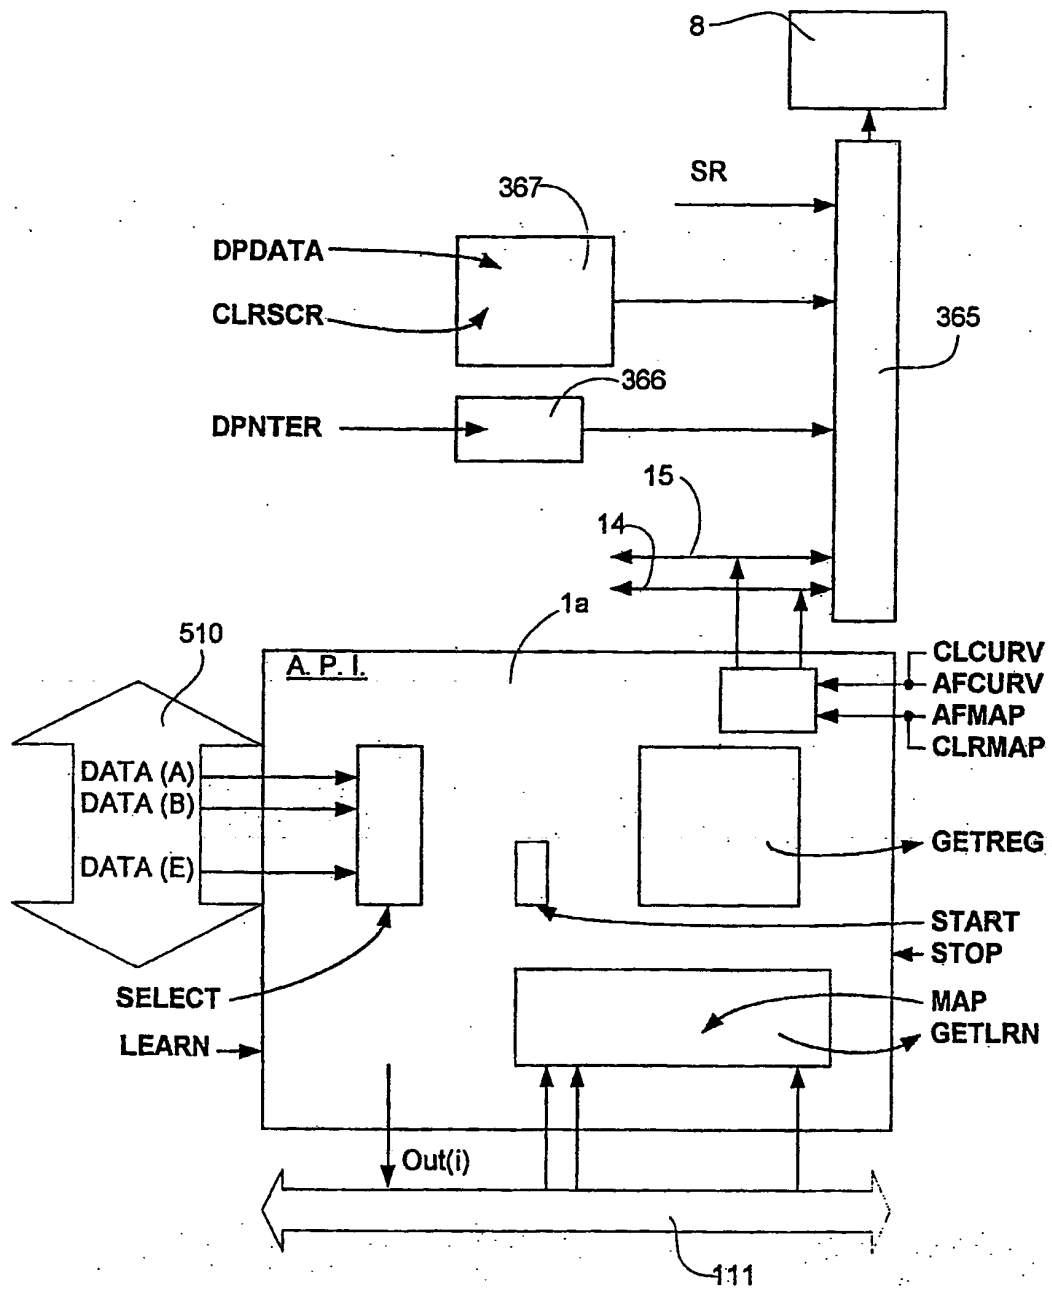 8
SR
367
DPDATA
CLRSCR
365
366
DPNTER
15
14
1a
510
A. P. I.
CLCURV
AFCURV
AFMAP
CLRMAP
DATA (A)
DATA (B)
DATA (E)
GETREG
START
STOP
SELECT
MAP
LEARN
GETLRN
Out(i)
111